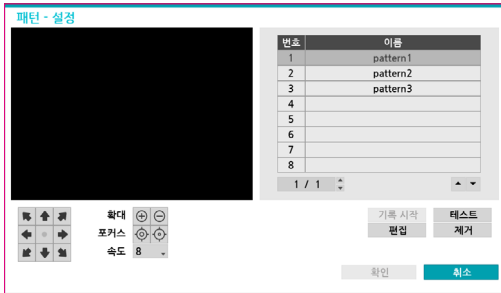 패턴 - 설정
번호 이름
1 pattern1
2 pattern2
3 pattern3
4
5
6
7
8
1 / 1
확대
포커스
속도 8
기록 시작 테스트
편집 제거
확인 취소